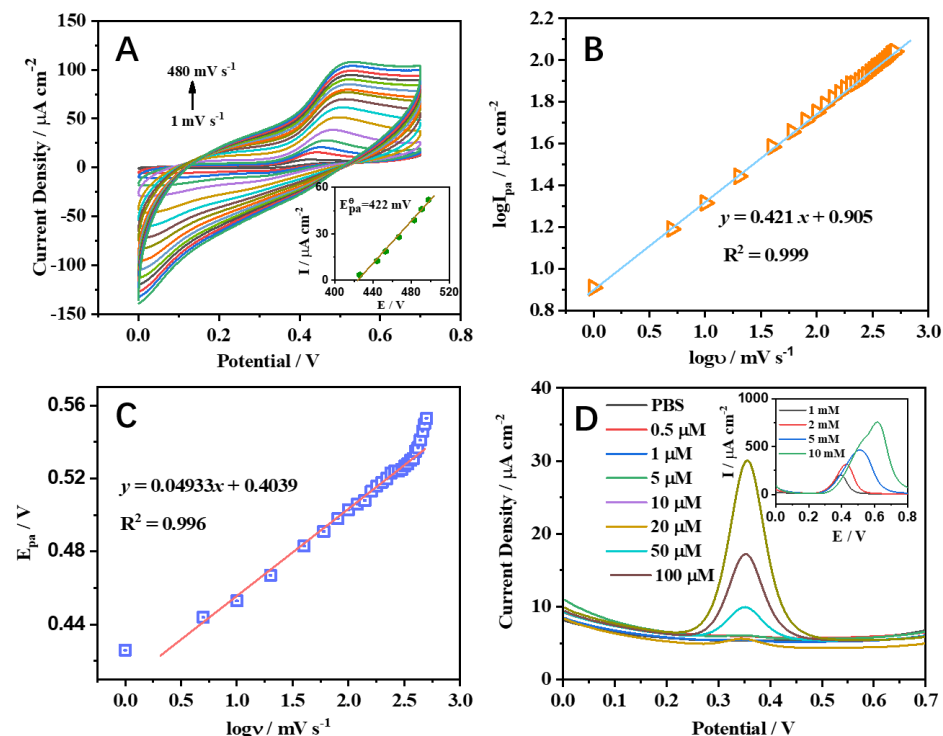 A
480 mV s⁻¹
1 mV s⁻¹
Current Density / μA cm⁻²
150
100
50
0
-50
-100
-150
0.0 0.2 0.4 0.6 0.8
Potential / V
E^θ_pa=422 mV
I / μA cm⁻²
60
30
0
400 440 480 520
E / V
B
logI_pa / μA cm⁻²
2.2
2.0
1.8
1.6
1.4
1.2
1.0
0.8
0.0 0.5 1.0 1.5 2.0 2.5 3.0
logυ / mV s⁻¹
y = 0.421 x + 0.905
R² = 0.999
C
E_pa / V
0.56
0.52
0.48
0.44
0.0 0.5 1.0 1.5 2.0 2.5 3.0
logν / mV s⁻¹
y = 0.04933x + 0.4039
R² = 0.996
D
Current Density / μA cm⁻²
40
30
20
10
0
0.0 0.1 0.2 0.3 0.4 0.5 0.6 0.7
Potential / V
PBS
0.5 μM
1 μM
5 μM
10 μM
20 μM
50 μM
100 μM
I / μA cm⁻²
1000
750
500
250
0
0.0 0.2 0.4 0.6 0.8
E / V
1 mM
2 mM
5 mM
10 mM